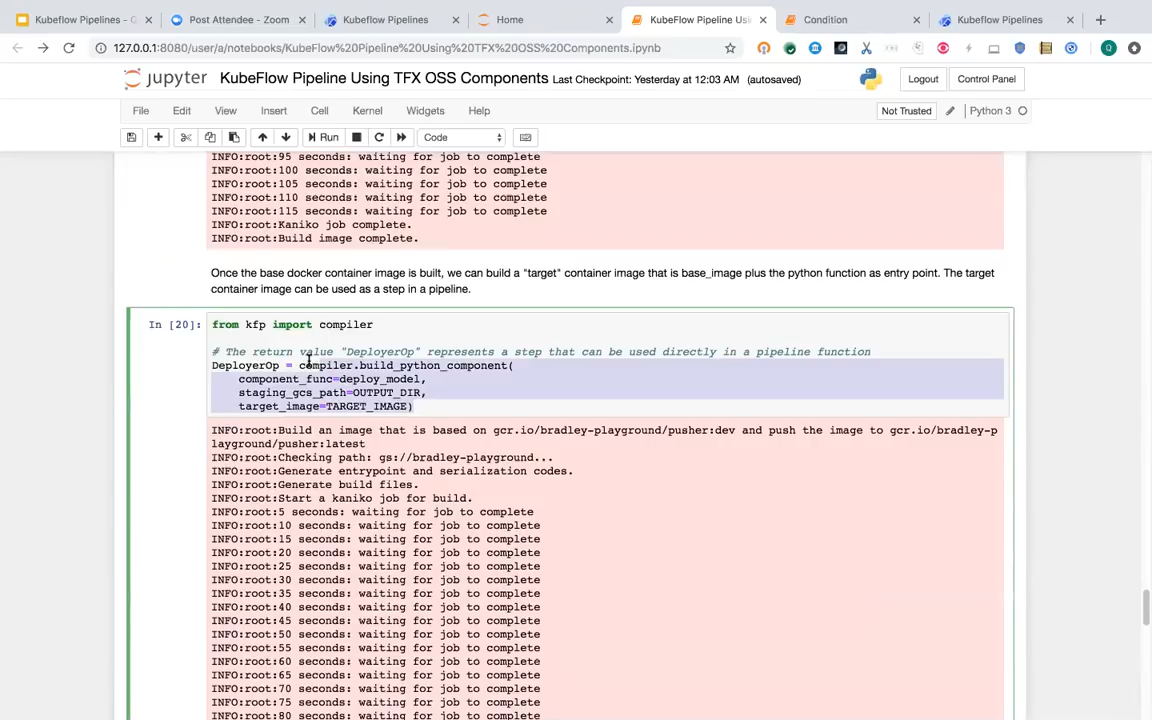 Kubeflow Pipelines - G
Post Attendee - Zoom
Kubeflow Pipelines
Home
KubeFlow Pipeline Usi
Condition
Kubeflow Pipelines
127.0.0.1:8080/user/a/notebooks/KubeFlow%20Pipeline%20Using%20TFX%20OSS%20Components.ipynb
Q
jupyter KubeFlow Pipeline Using TFX OSS Components Last Checkpoint: Yesterday at 12:03 AM (autosaved)
Logout
Control Panel
File Edit View Insert Cell Kernel Widgets Help
Not Trusted
Python 3
Run
Code
INFO:root:95 seconds: waiting for job to complete
INFO:root:100 seconds: waiting for job to complete
INFO:root:105 seconds: waiting for job to complete
INFO:root:110 seconds: waiting for job to complete
INFO:root:115 seconds: waiting for job to complete
INFO:root:Kaniko job complete.
INFO:root:Build image complete.
Once the base docker container image is built, we can build a "target" container image that is base_image plus the python function as entry point. The target
container image can be used as a step in a pipeline.
In [20]: from kfp import compiler
# The return value "DeployerOp" represents a step that can be used directly in a pipeline function
DeployerOp = compiler.build_python_component(
component_func=deploy_model,
staging_gcs_path=OUTPUT_DIR,
target_image=TARGET_IMAGE)
INFO:root:Build an image that is based on gcr.io/bradley-playground/pusher:dev and push the image to gcr.io/bradley-p
layground/pusher:latest
INFO:root:Checking path: gs://bradley-playground...
INFO:root:Generate entrypoint and serialization codes.
INFO:root:Generate build files.
INFO:root:Start a kaniko job for build.
INFO:root:5 seconds: waiting for job to complete
INFO:root:10 seconds: waiting for job to complete
INFO:root:15 seconds: waiting for job to complete
INFO:root:20 seconds: waiting for job to complete
INFO:root:25 seconds: waiting for job to complete
INFO:root:30 seconds: waiting for job to complete
INFO:root:35 seconds: waiting for job to complete
INFO:root:40 seconds: waiting for job to complete
INFO:root:45 seconds: waiting for job to complete
INFO:root:50 seconds: waiting for job to complete
INFO:root:55 seconds: waiting for job to complete
INFO:root:60 seconds: waiting for job to complete
INFO:root:65 seconds: waiting for job to complete
INFO:root:70 seconds: waiting for job to complete
INFO:root:75 seconds: waiting for job to complete
INFO:root:80 seconds: waiting for job to complete